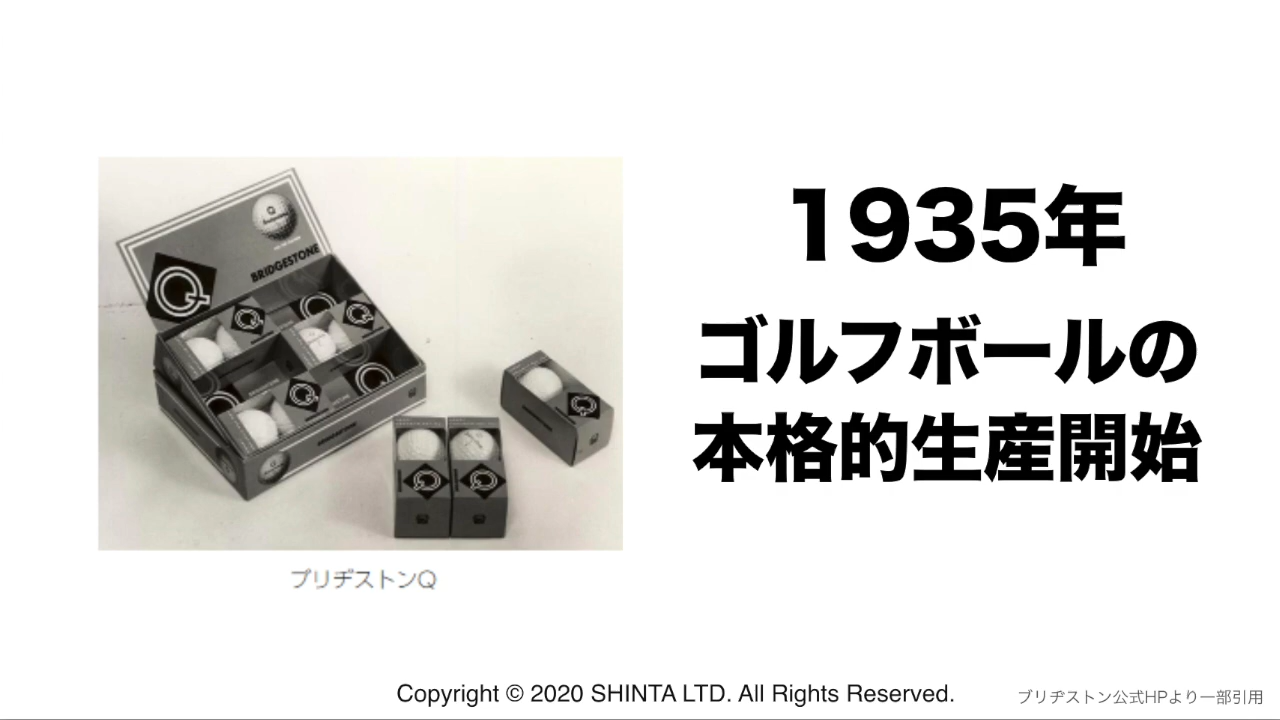 BRIDGESTONE
Q
1935年
ゴルフボールの
本格的生産開始
ブリヂストンQ
Copyright © 2020 SHINTA LTD. All Rights Reserved.
ブリヂストン公式HPより一部引用